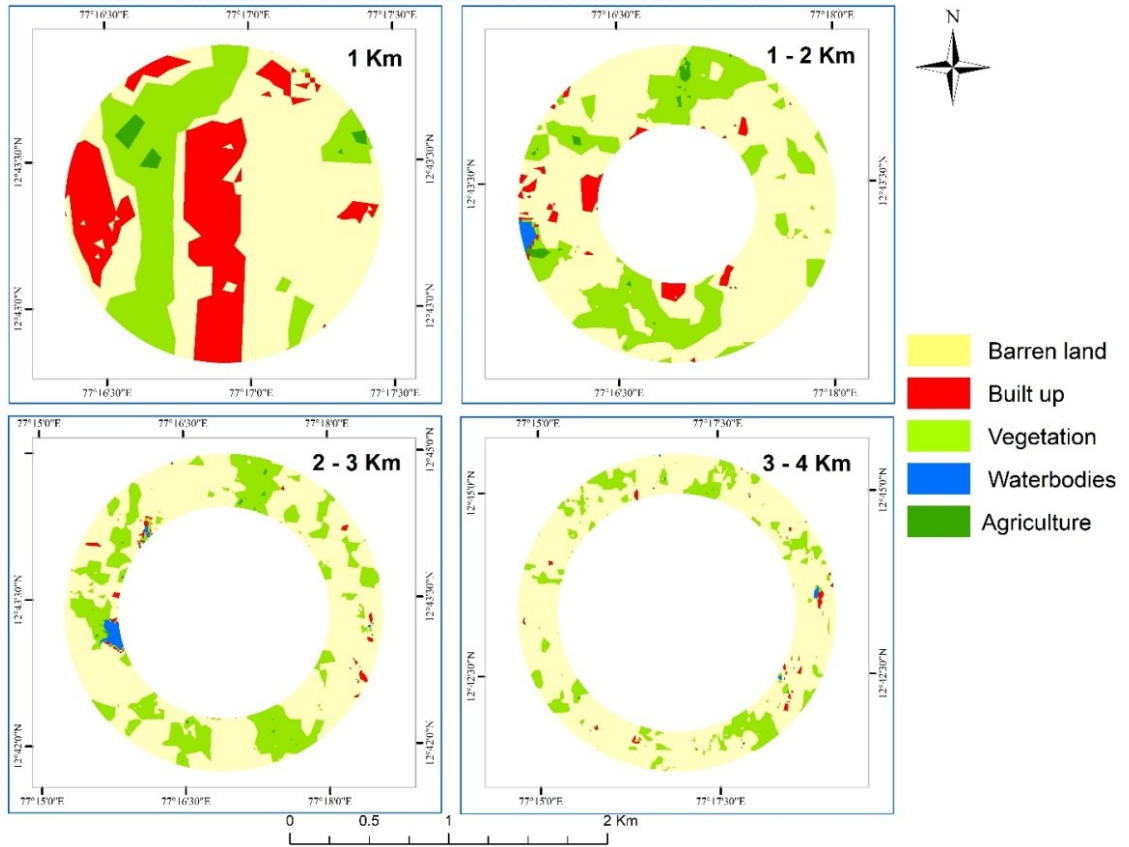 77°16'30"E 77°17'0"E 77°17'30"E
1 Km
12°43'30"N
12°43'30"N
12°43'0"N
12°43'0"N
77°16'30"E 77°17'0"E 77°17'30"E
77°16'30"E 77°18'0"E
1 - 2 Km
12°43'30"N
12°43'30"N
77°16'30"E 77°18'0"E
N
Barren land
Built up
Vegetation
Waterbodies
Agriculture
77°15'0"E 77°16'30"E 77°18'0"E
2 - 3 Km
12°45'0"N
12°43'30"N
12°43'30"N
12°42'0"N
12°42'0"N
77°15'0"E 77°16'30"E 77°18'0"E
77°15'0"E 77°17'30"E
3 - 4 Km
12°45'0"N
12°45'0"N
12°42'30"N
12°42'30"N
77°15'0"E 77°17'30"E
0 0.5 1 2 Km